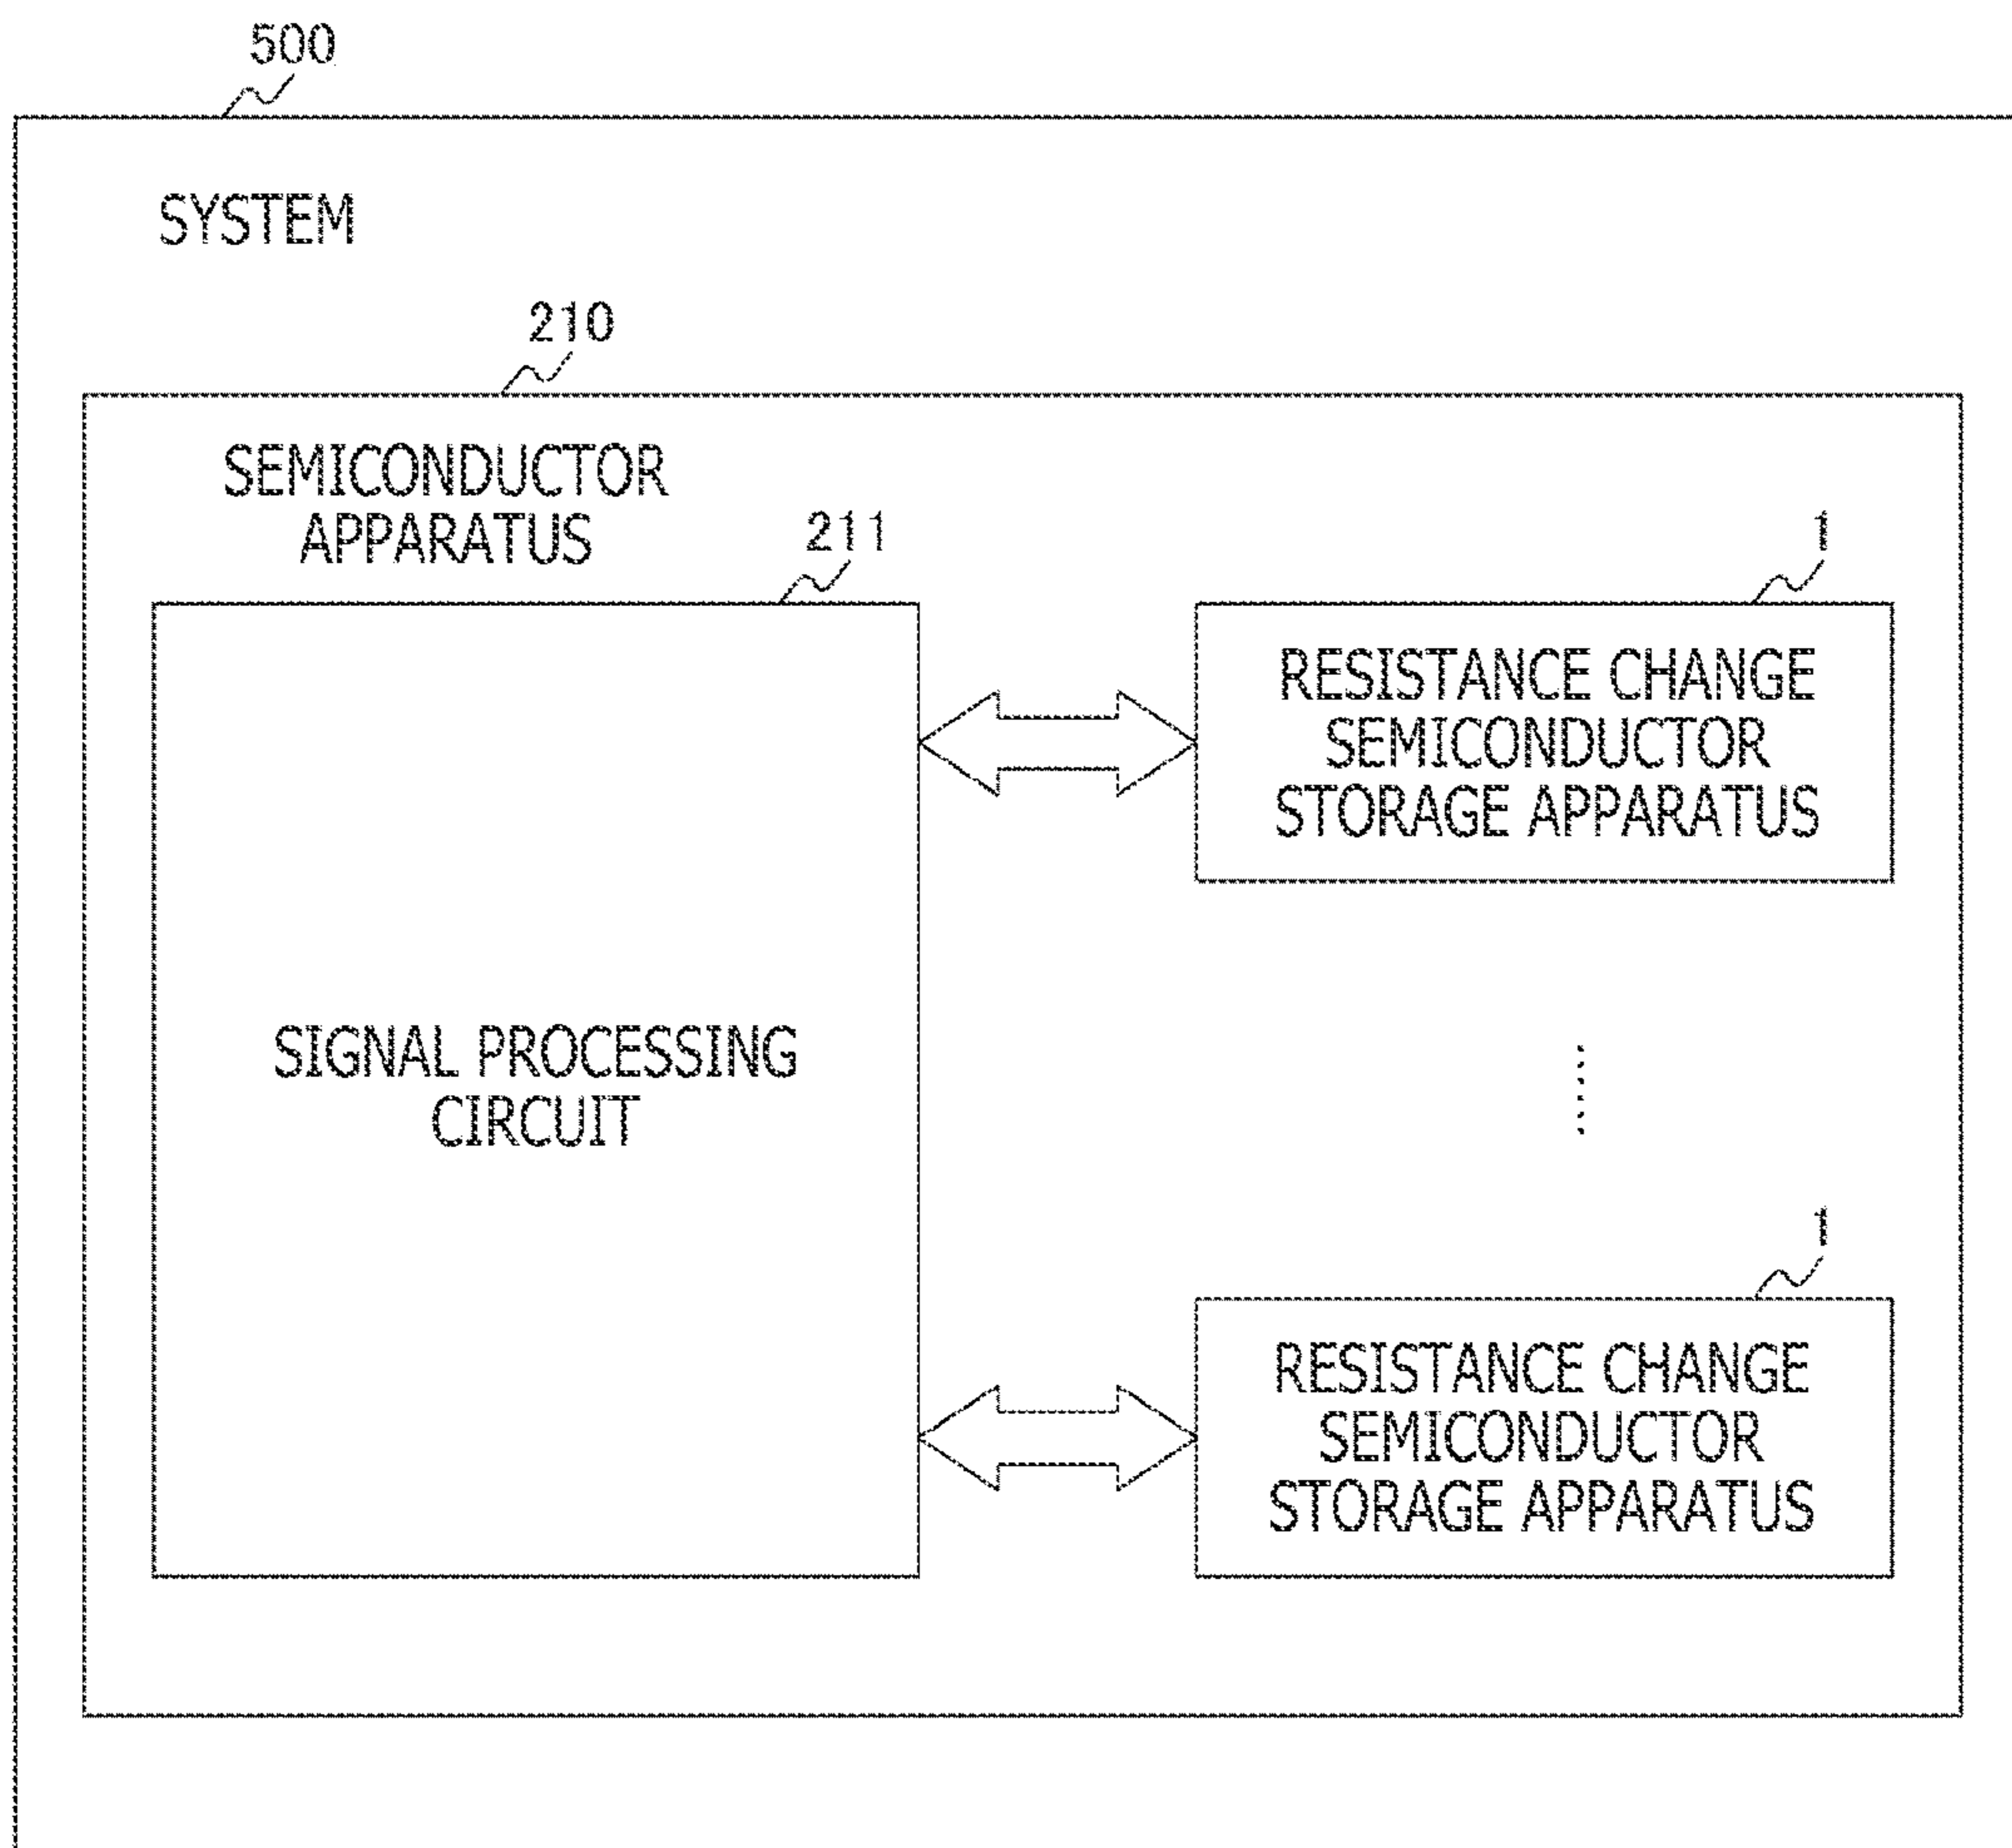 500
SYSTEM
210
SEMICONDUCTOR
APPARATUS
211
SIGNAL PROCESSING
CIRCUIT
1
RESISTANCE CHANGE
SEMICONDUCTOR
STORAGE APPARATUS
1
RESISTANCE CHANGE
SEMICONDUCTOR
STORAGE APPARATUS